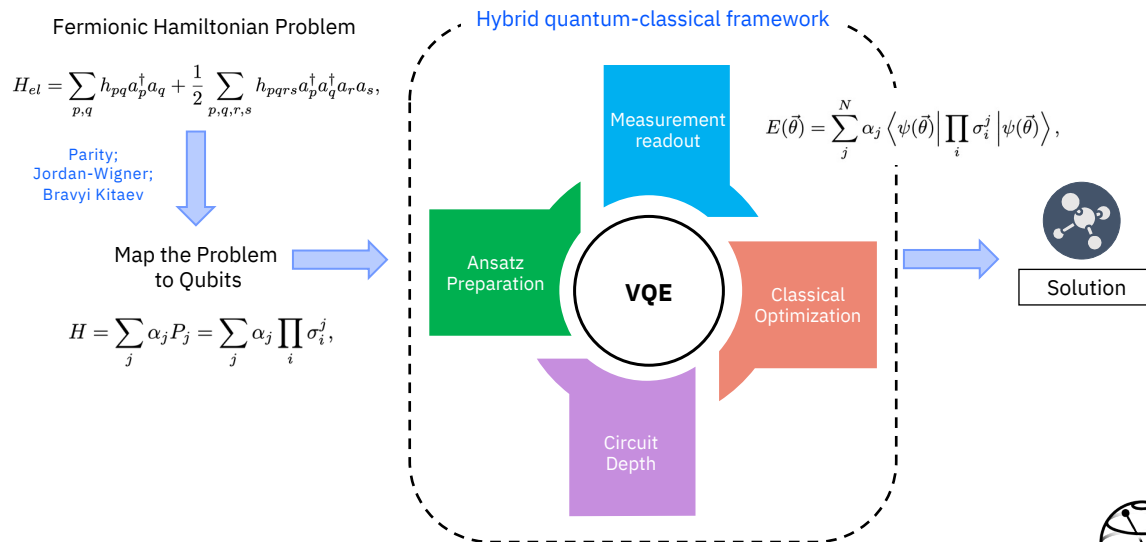 Hybrid quantum-classical framework
Fermionic Hamiltonian Problem
$H_{el} = \sum_{p,q} h_{pq} a_p^\dagger a_q + \frac{1}{2} \sum_{p,q,r,s} h_{pqrs} a_p^\dagger a_q^\dagger a_r a_s,$
Parity;
Jordan-Wigner;
Bravyi Kitaev
Map the Problem
to Qubits
$H = \sum_j \alpha_j P_j = \sum_j \alpha_j \prod_i \sigma_i^j,$
Measurement
readout
$E(\vec{\theta}) = \sum_j^N \alpha_j \left\langle \psi(\vec{\theta}) \right| \prod_i \sigma_i^j \left| \psi(\vec{\theta}) \right\rangle,$
Ansatz
Preparation
VQE
Classical
Optimization
Circuit
Depth
Solution